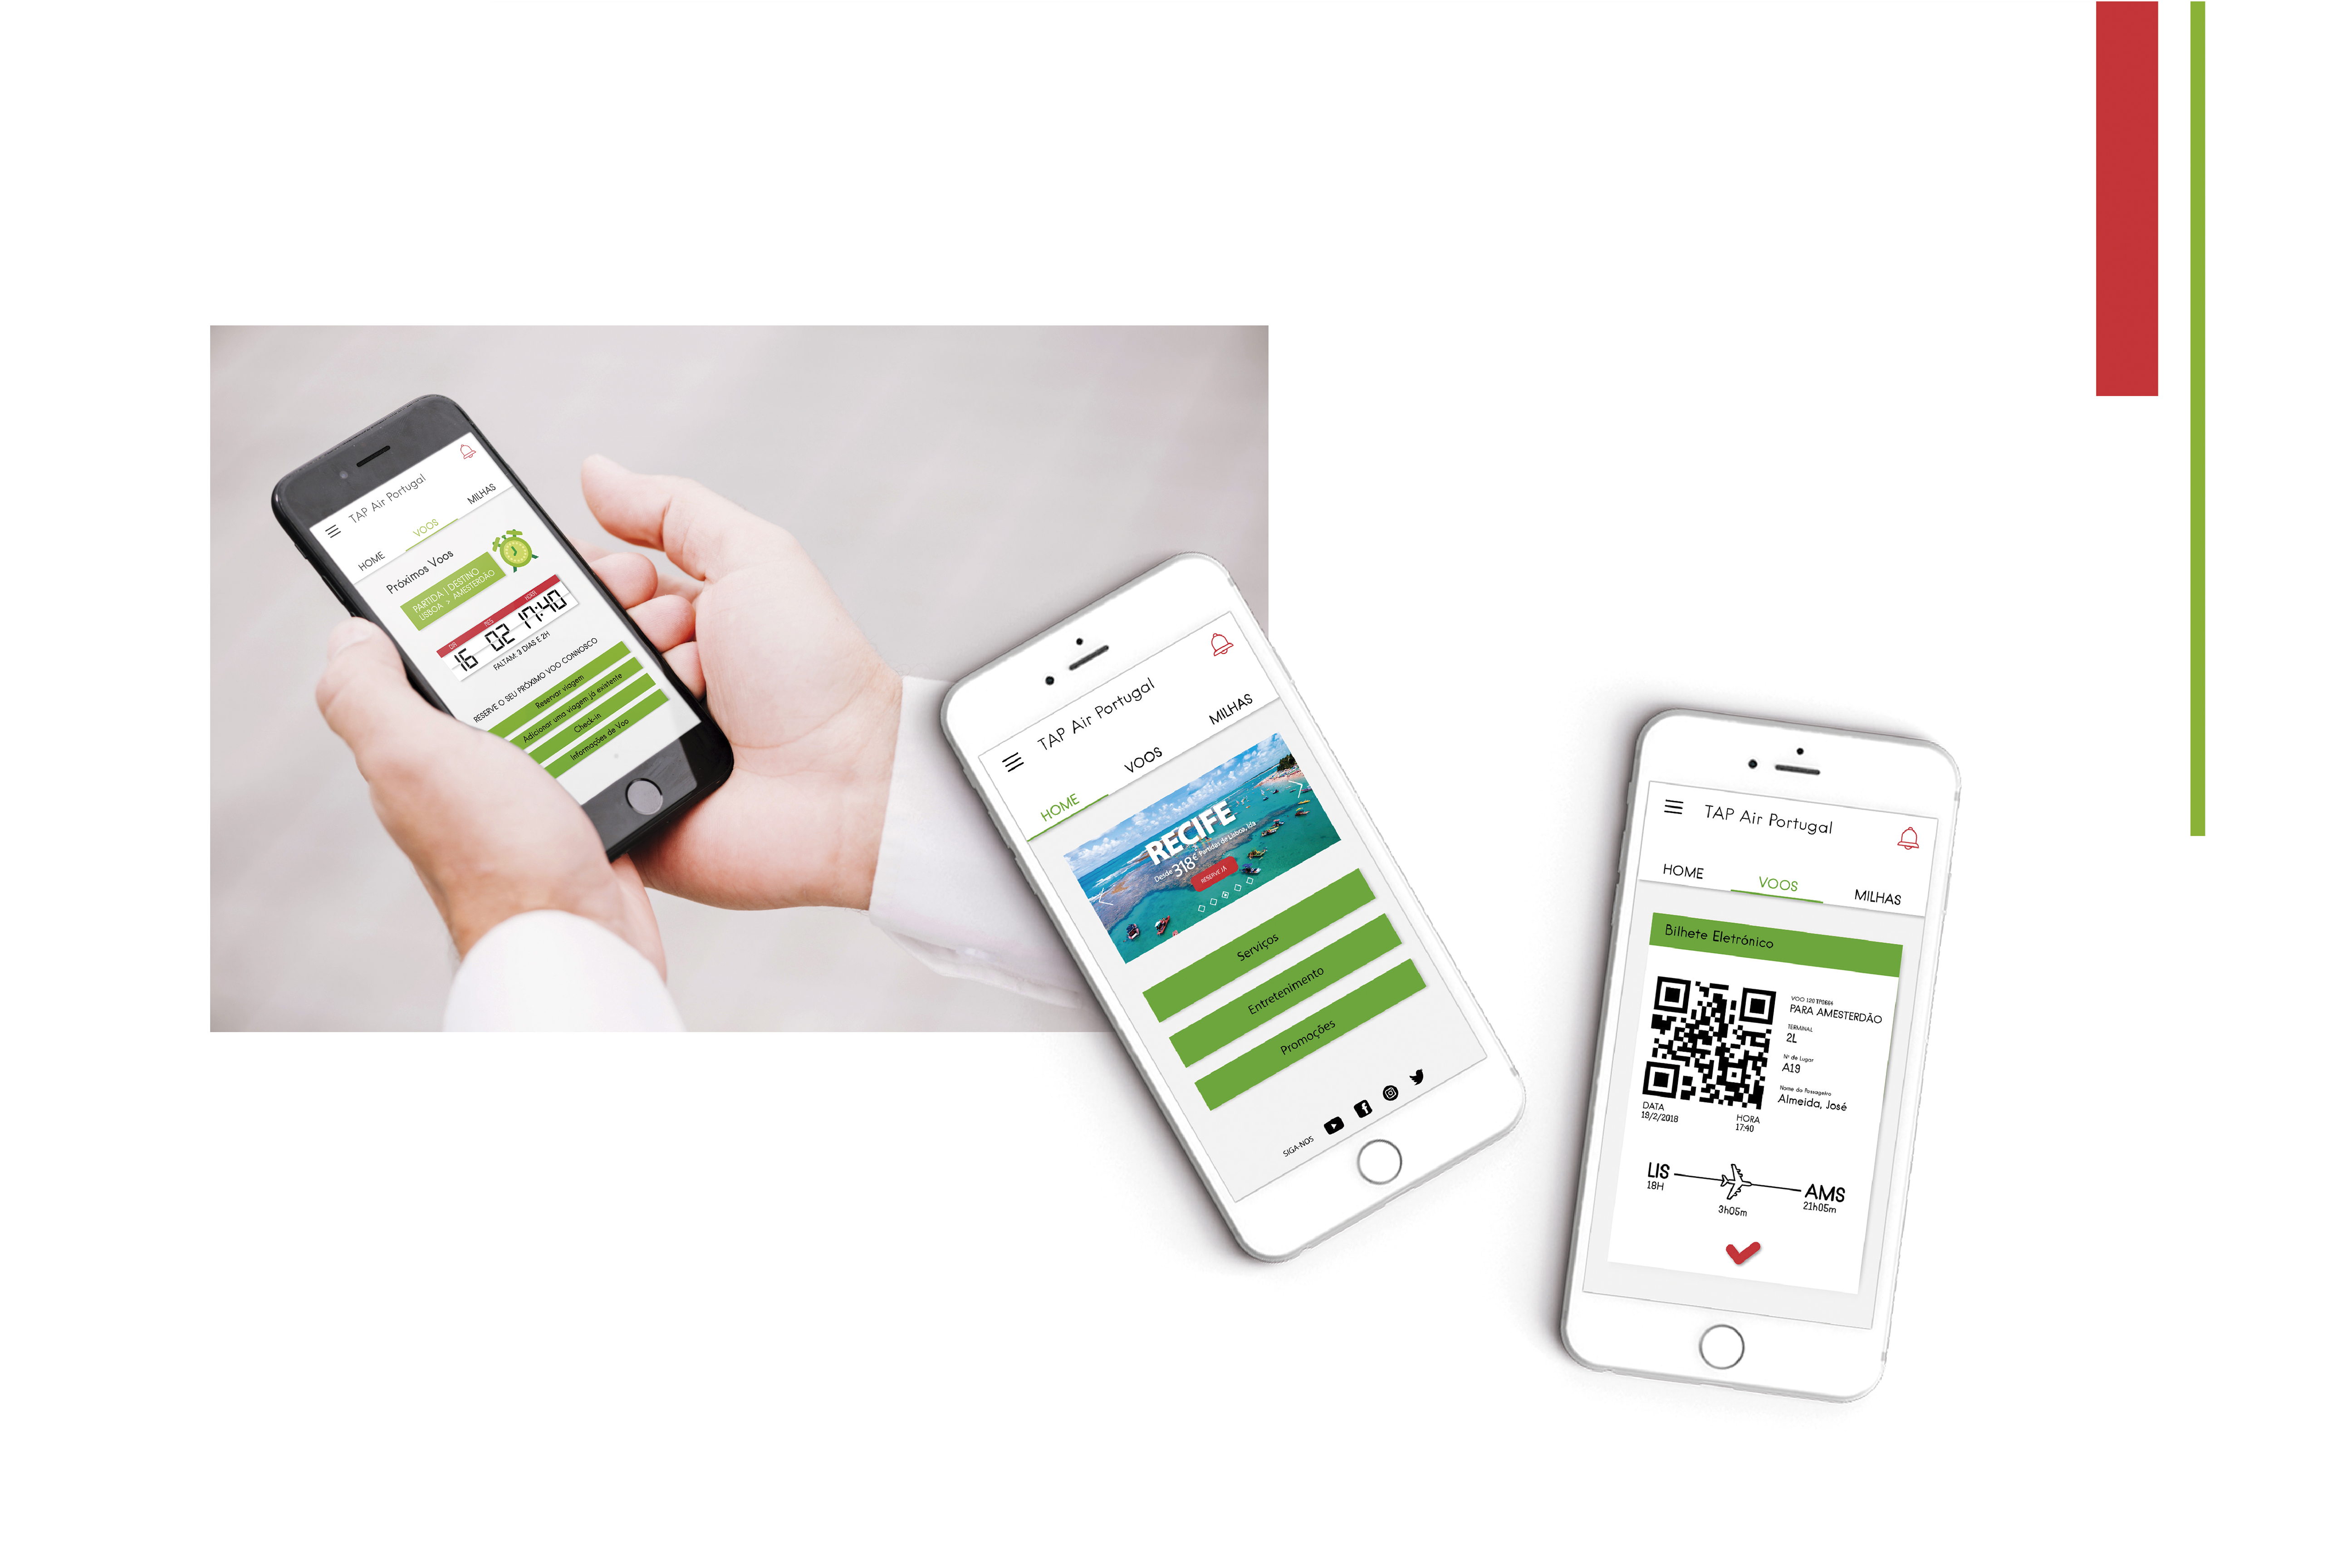 TAP Air Portugal
HOME VOOS MILHAS
Próximos Voos
PARTIDA | DESTINO
LISBOA > AMESTERDÃO
DIA MÊS HORA
16 02 17:40
FALTAM: 3 DIAS E 2H
RESERVE O SEU PRÓXIMO VOO CONNOSCO
Reservar viagem
Adicionar uma viagem já existente
Check-in
Informações de Voo
TAP Air Portugal
HOME VOOS MILHAS
RECIFE
Desde 318€ Partidas de Lisboa, Ida
RESERVE JÁ
Serviços
Entretenimento
Promoções
SIGA-NOS
TAP Air Portugal
HOME VOOS MILHAS
Bilhete Eletrónico
PARA AMESTERDÃO
TERMINAL
2L
Nº de Lugar
A19
Nome do Passageiro
Almeida, José
DATA
19/2/2018
HORA
17:40
LIS
18H
3h05m
AMS
21h05m